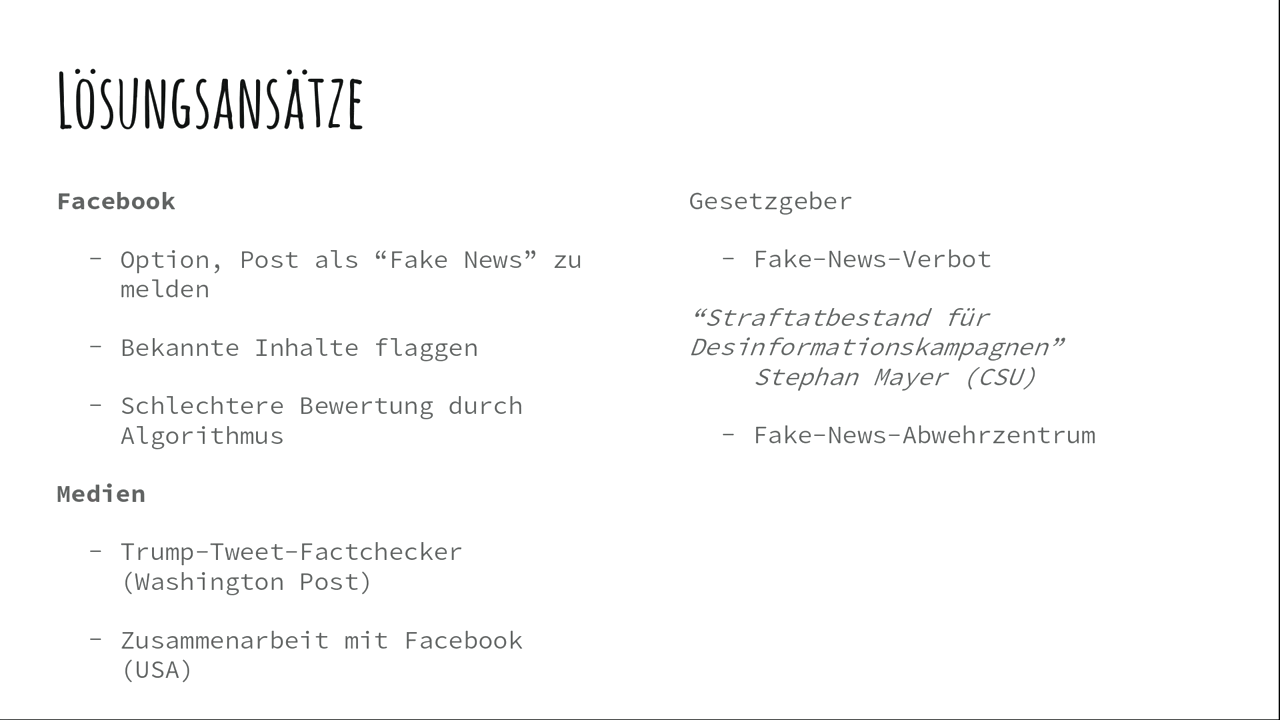 Lösungsansätze
Facebook
- Option, Post als “Fake News” zu
melden
- Bekannte Inhalte flaggen
- Schlechtere Bewertung durch
Algorithmus
Medien
- Trump-Tweet-Factchecker
(Washington Post)
- Zusammenarbeit mit Facebook
(USA)
Gesetzgeber
- Fake-News-Verbot
“Straftatbestand für
Desinformationskampagnen”
Stephan Mayer (CSU)
- Fake-News-Abwehrzentrum